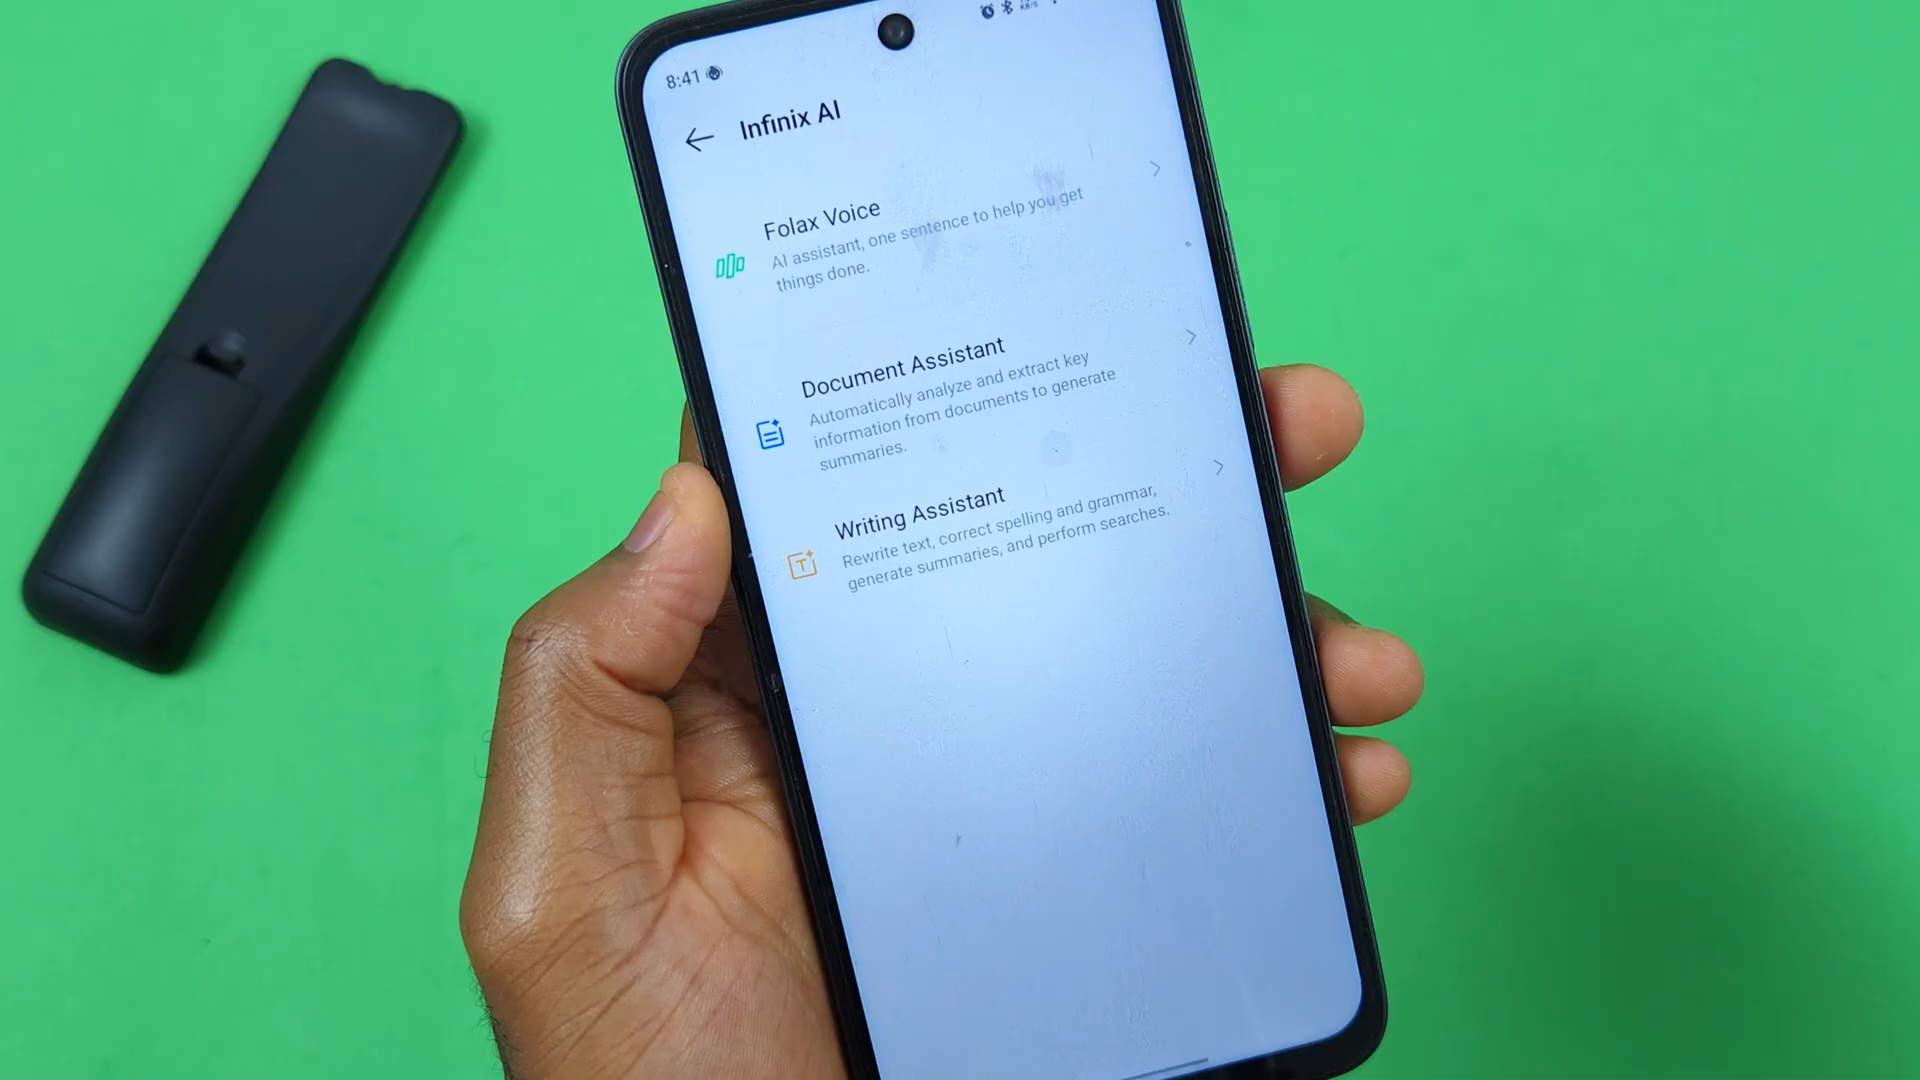 8:41
KB/S
Infinix AI
Folax Voice
AI assistant, one sentence to help you get
things done.
Document Assistant
Automatically analyze and extract key
information from documents to generate
summaries.
Writing Assistant
Rewrite text, correct spelling and grammar,
generate summaries, and perform searches.